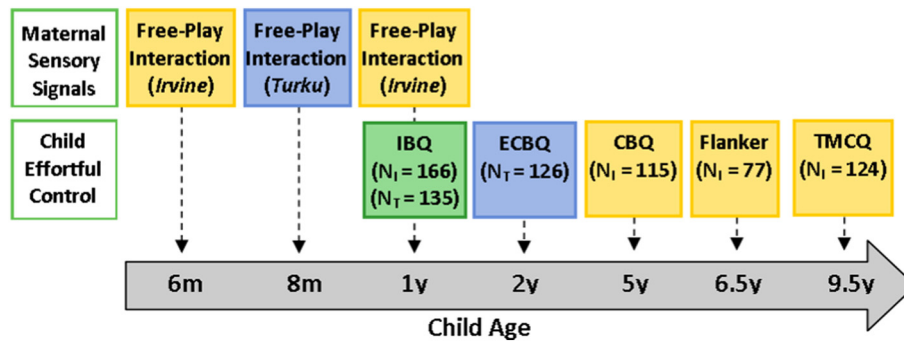 Maternal
Sensory
Signals
Free-Play
Interaction
(Irvine)
Free-Play
Interaction
(Turku)
Free-Play
Interaction
(Irvine)
Child
Effortful
Control
IBQ
(NI = 166)
(NT = 135)
ECBQ
(NT = 126)
CBQ
(NI = 115)
Flanker
(NI = 77)
TMCQ
(NI = 124)
6m
8m
1y
2y
5y
6.5y
9.5y
Child Age